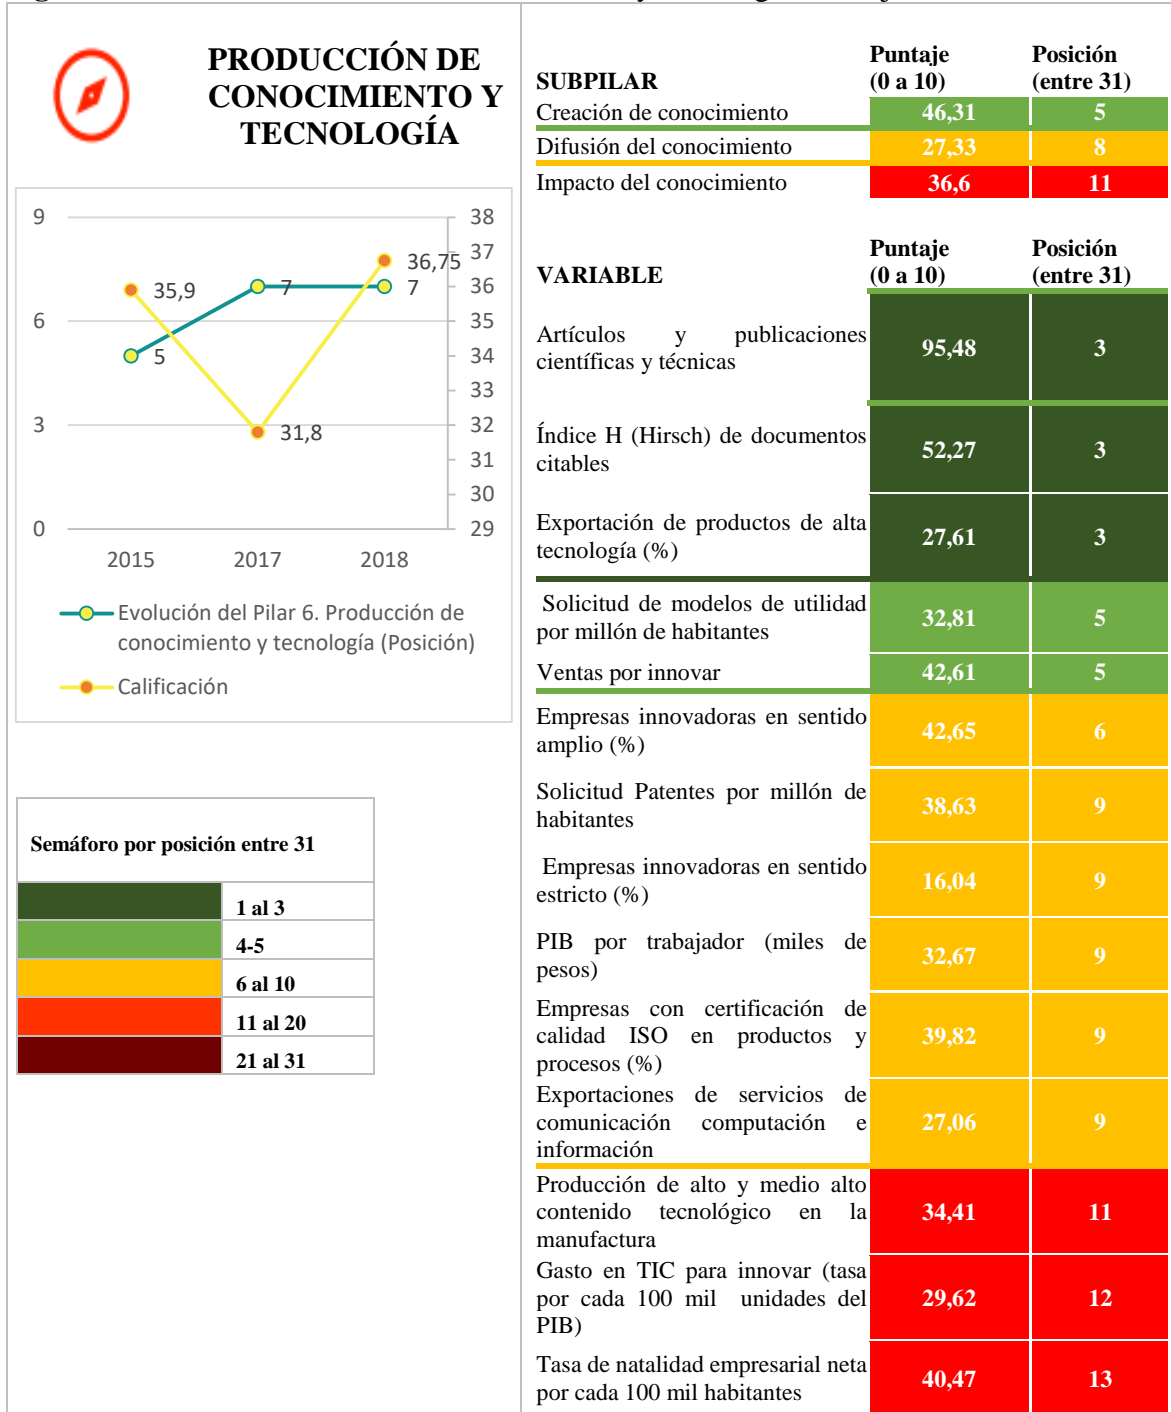 PRODUCCIÓN DE
CONOCIMIENTO Y
TECNOLOGÍA
9
6
3
0
38
37
36
35
34
33
32
31
30
29
35,9
5
7
31,8
36,75
7
2015 2017 2018
Evolución del Pilar 6. Producción de
conocimiento y tecnología (Posición)
Calificación
Semáforo por posición entre 31
1 al 3
4-5
6 al 10
11 al 20
21 al 31
SUBPILAR Puntaje (0 a 10) Posición (entre 31)
Creación de conocimiento 46,31 5
Difusión del conocimiento 27,33 8
Impacto del conocimiento 36,6 11
VARIABLE Puntaje (0 a 10) Posición (entre 31)
Artículos y publicaciones
científicas y técnicas
95,48 3
Índice H (Hirsch) de documentos
citables
52,27 3
Exportación de productos de alta
tecnología (%)
27,61 3
Solicitud de modelos de utilidad
por millón de habitantes
32,81 5
Ventas por innovar 42,61 5
Empresas innovadoras en sentido
amplio (%)
42,65 6
Solicitud Patentes por millón de
habitantes
38,63 9
Empresas innovadoras en sentido
estricto (%)
16,04 9
PIB por trabajador (miles de
pesos)
32,67 9
Empresas con certificación de
calidad ISO en productos y
procesos (%)
39,82 9
Exportaciones de servicios de
comunicación computación e
información
27,06 9
Producción de alto y medio alto
contenido tecnológico en la
manufactura
34,41 11
Gasto en TIC para innovar (tasa
por cada 100 mil unidades del
PIB)
29,62 12
Tasa de natalidad empresarial neta
por cada 100 mil habitantes
40,47 13